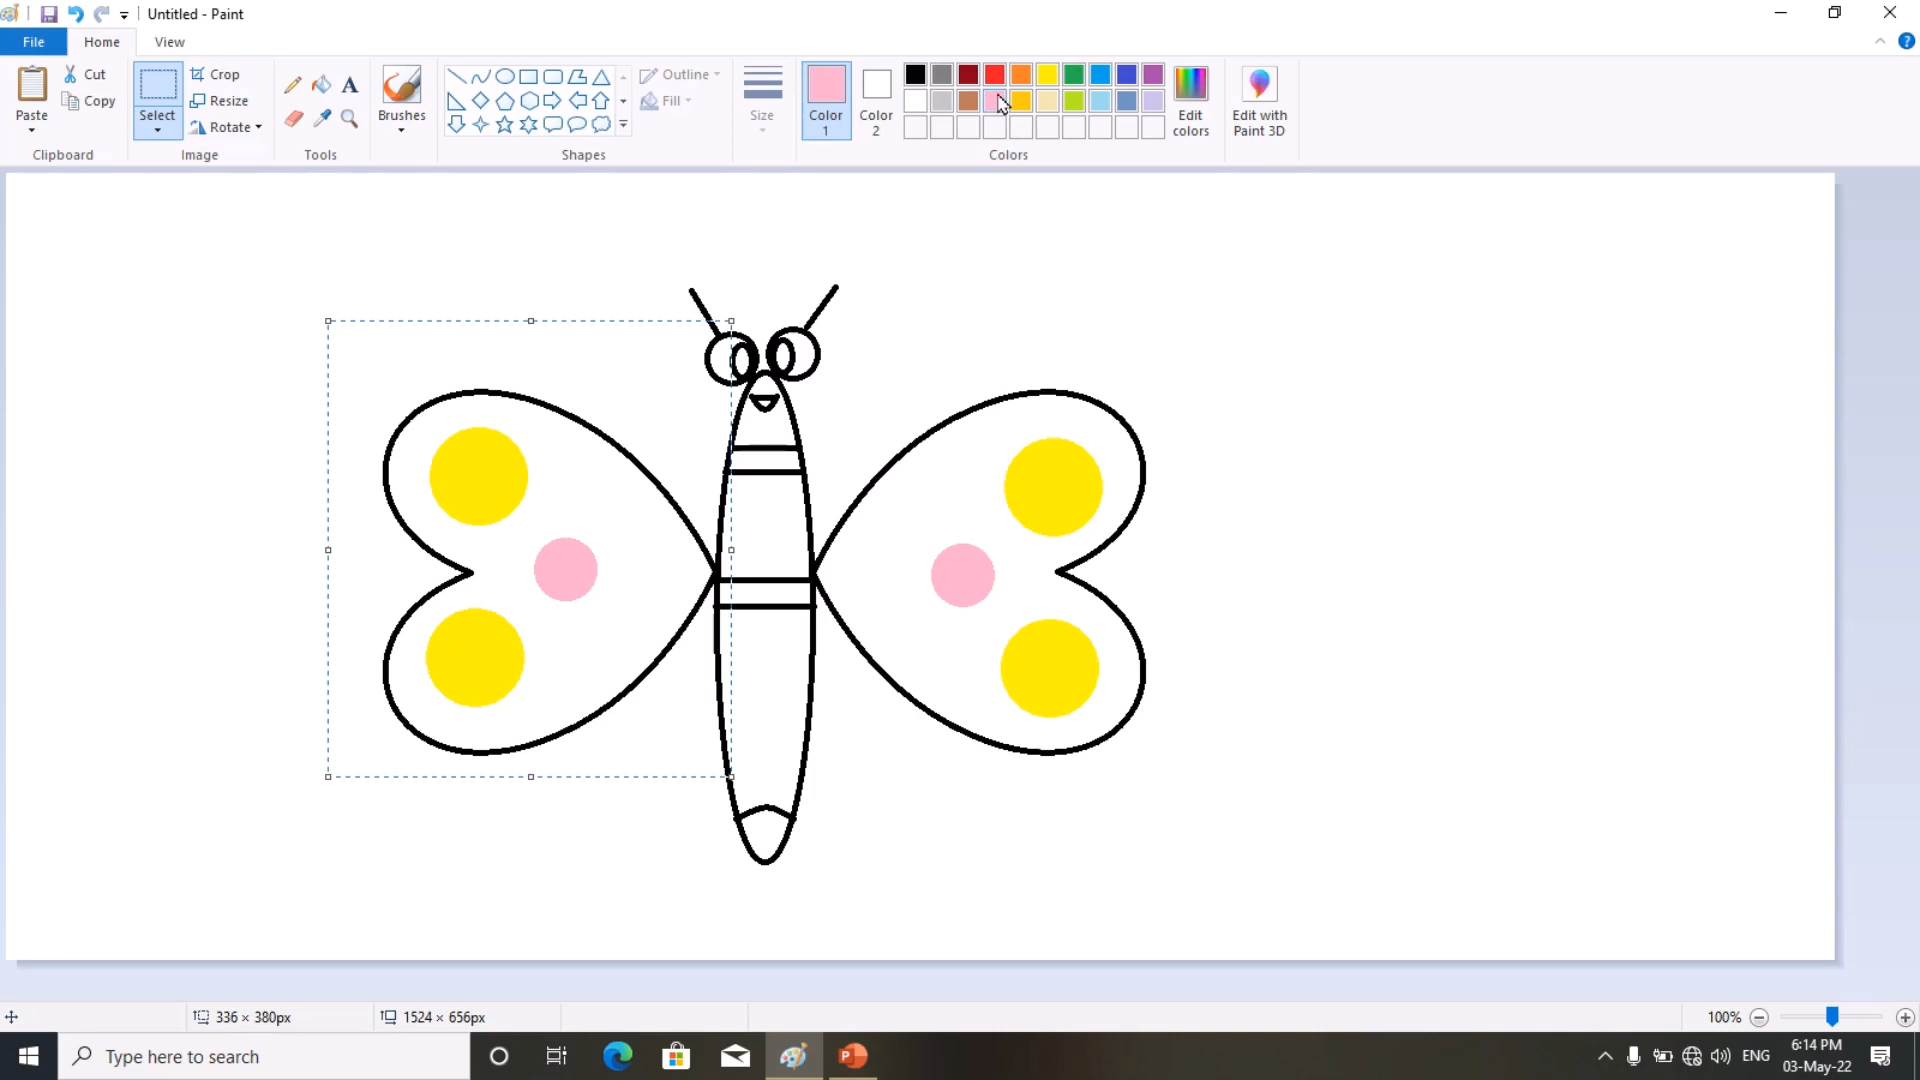 Untitled - Paint
File
Home
View
Paste
Cut
Copy
Clipboard
Select
Crop
Resize
Rotate
Image
A
Tools
Brushes
Outline
Fill
Shapes
Size
Color 1
Color 2
Edit colors
Colors
Edit with Paint 3D
336 × 380px
1524 × 656px
100%
Type here to search
ENG
6:14 PM
03-May-22